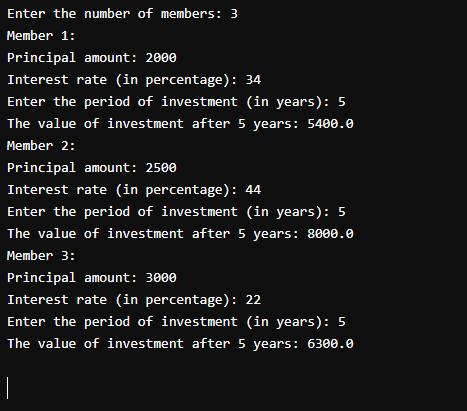 Enter the number of members: 3
Member 1:
Principal amount: 2000
Interest rate (in percentage): 34
Enter the period of investment (in years): 5
The value of investment after 5 years: 5400.0
Member 2:
Principal amount: 2500
Interest rate (in percentage): 44
Enter the period of investment (in years): 5
The value of investment after 5 years: 8000.0
Member 3:
Principal amount: 3000
Interest rate (in percentage): 22
Enter the period of investment (in years): 5
The value of investment after 5 years: 6300.0